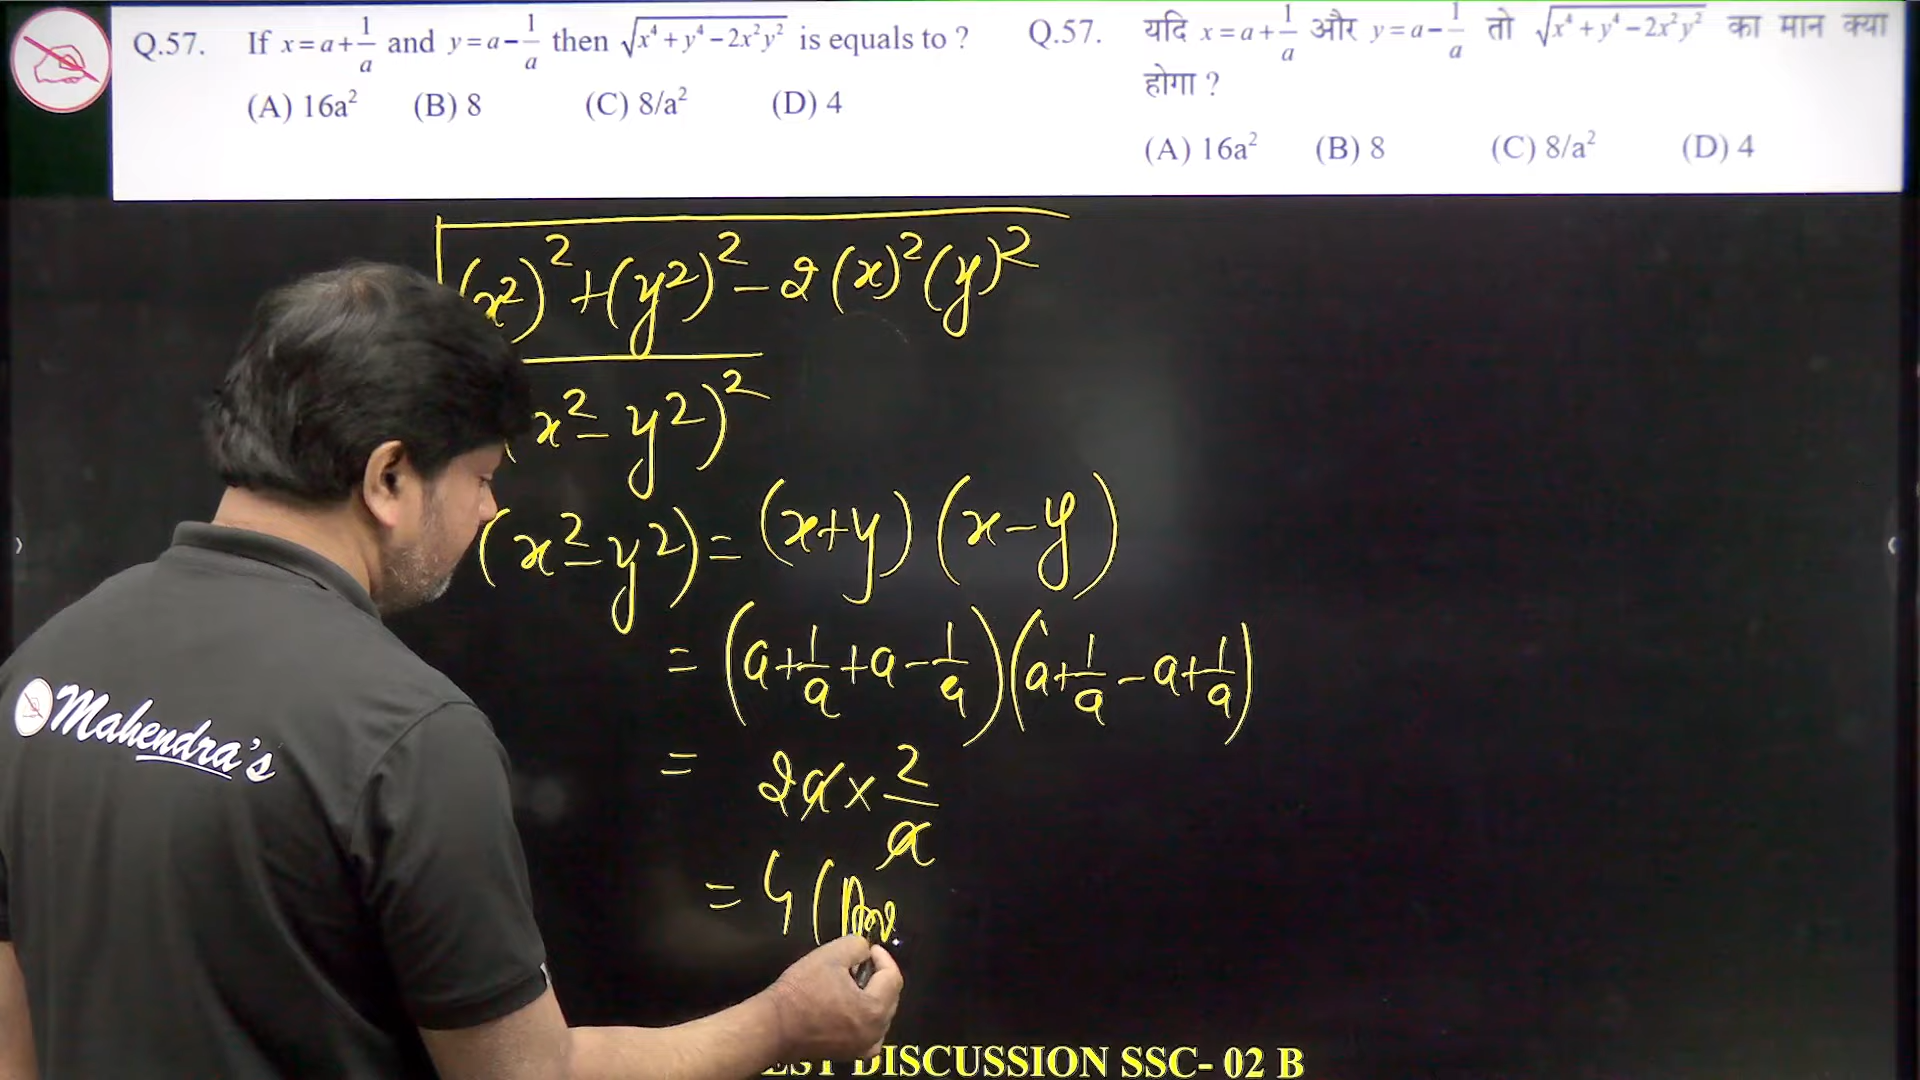 Q.57. If x = a + 1/a and y = a − 1/a then √(x⁴ + y⁴ − 2x²y²) is equals to ?
(A) 16a² (B) 8 (C) 8/a² (D) 4
Q.57. यदि x = a + 1/a और y = a − 1/a तो √(x⁴ + y⁴ − 2x²y²) का मान क्या
होगा ?
(A) 16a² (B) 8 (C) 8/a² (D) 4
√((x²)² + (y²)² − 2(x)²(y)²)
x² − y²)²
(x² − y²) = (x+y) (x−y)
= (a + 1/a + a − 1/a)(a + 1/a − a + 1/a)
= 2a × 2/a
= 4 (Ans.
Mahendra's
DISCUSSION SSC- 02 B